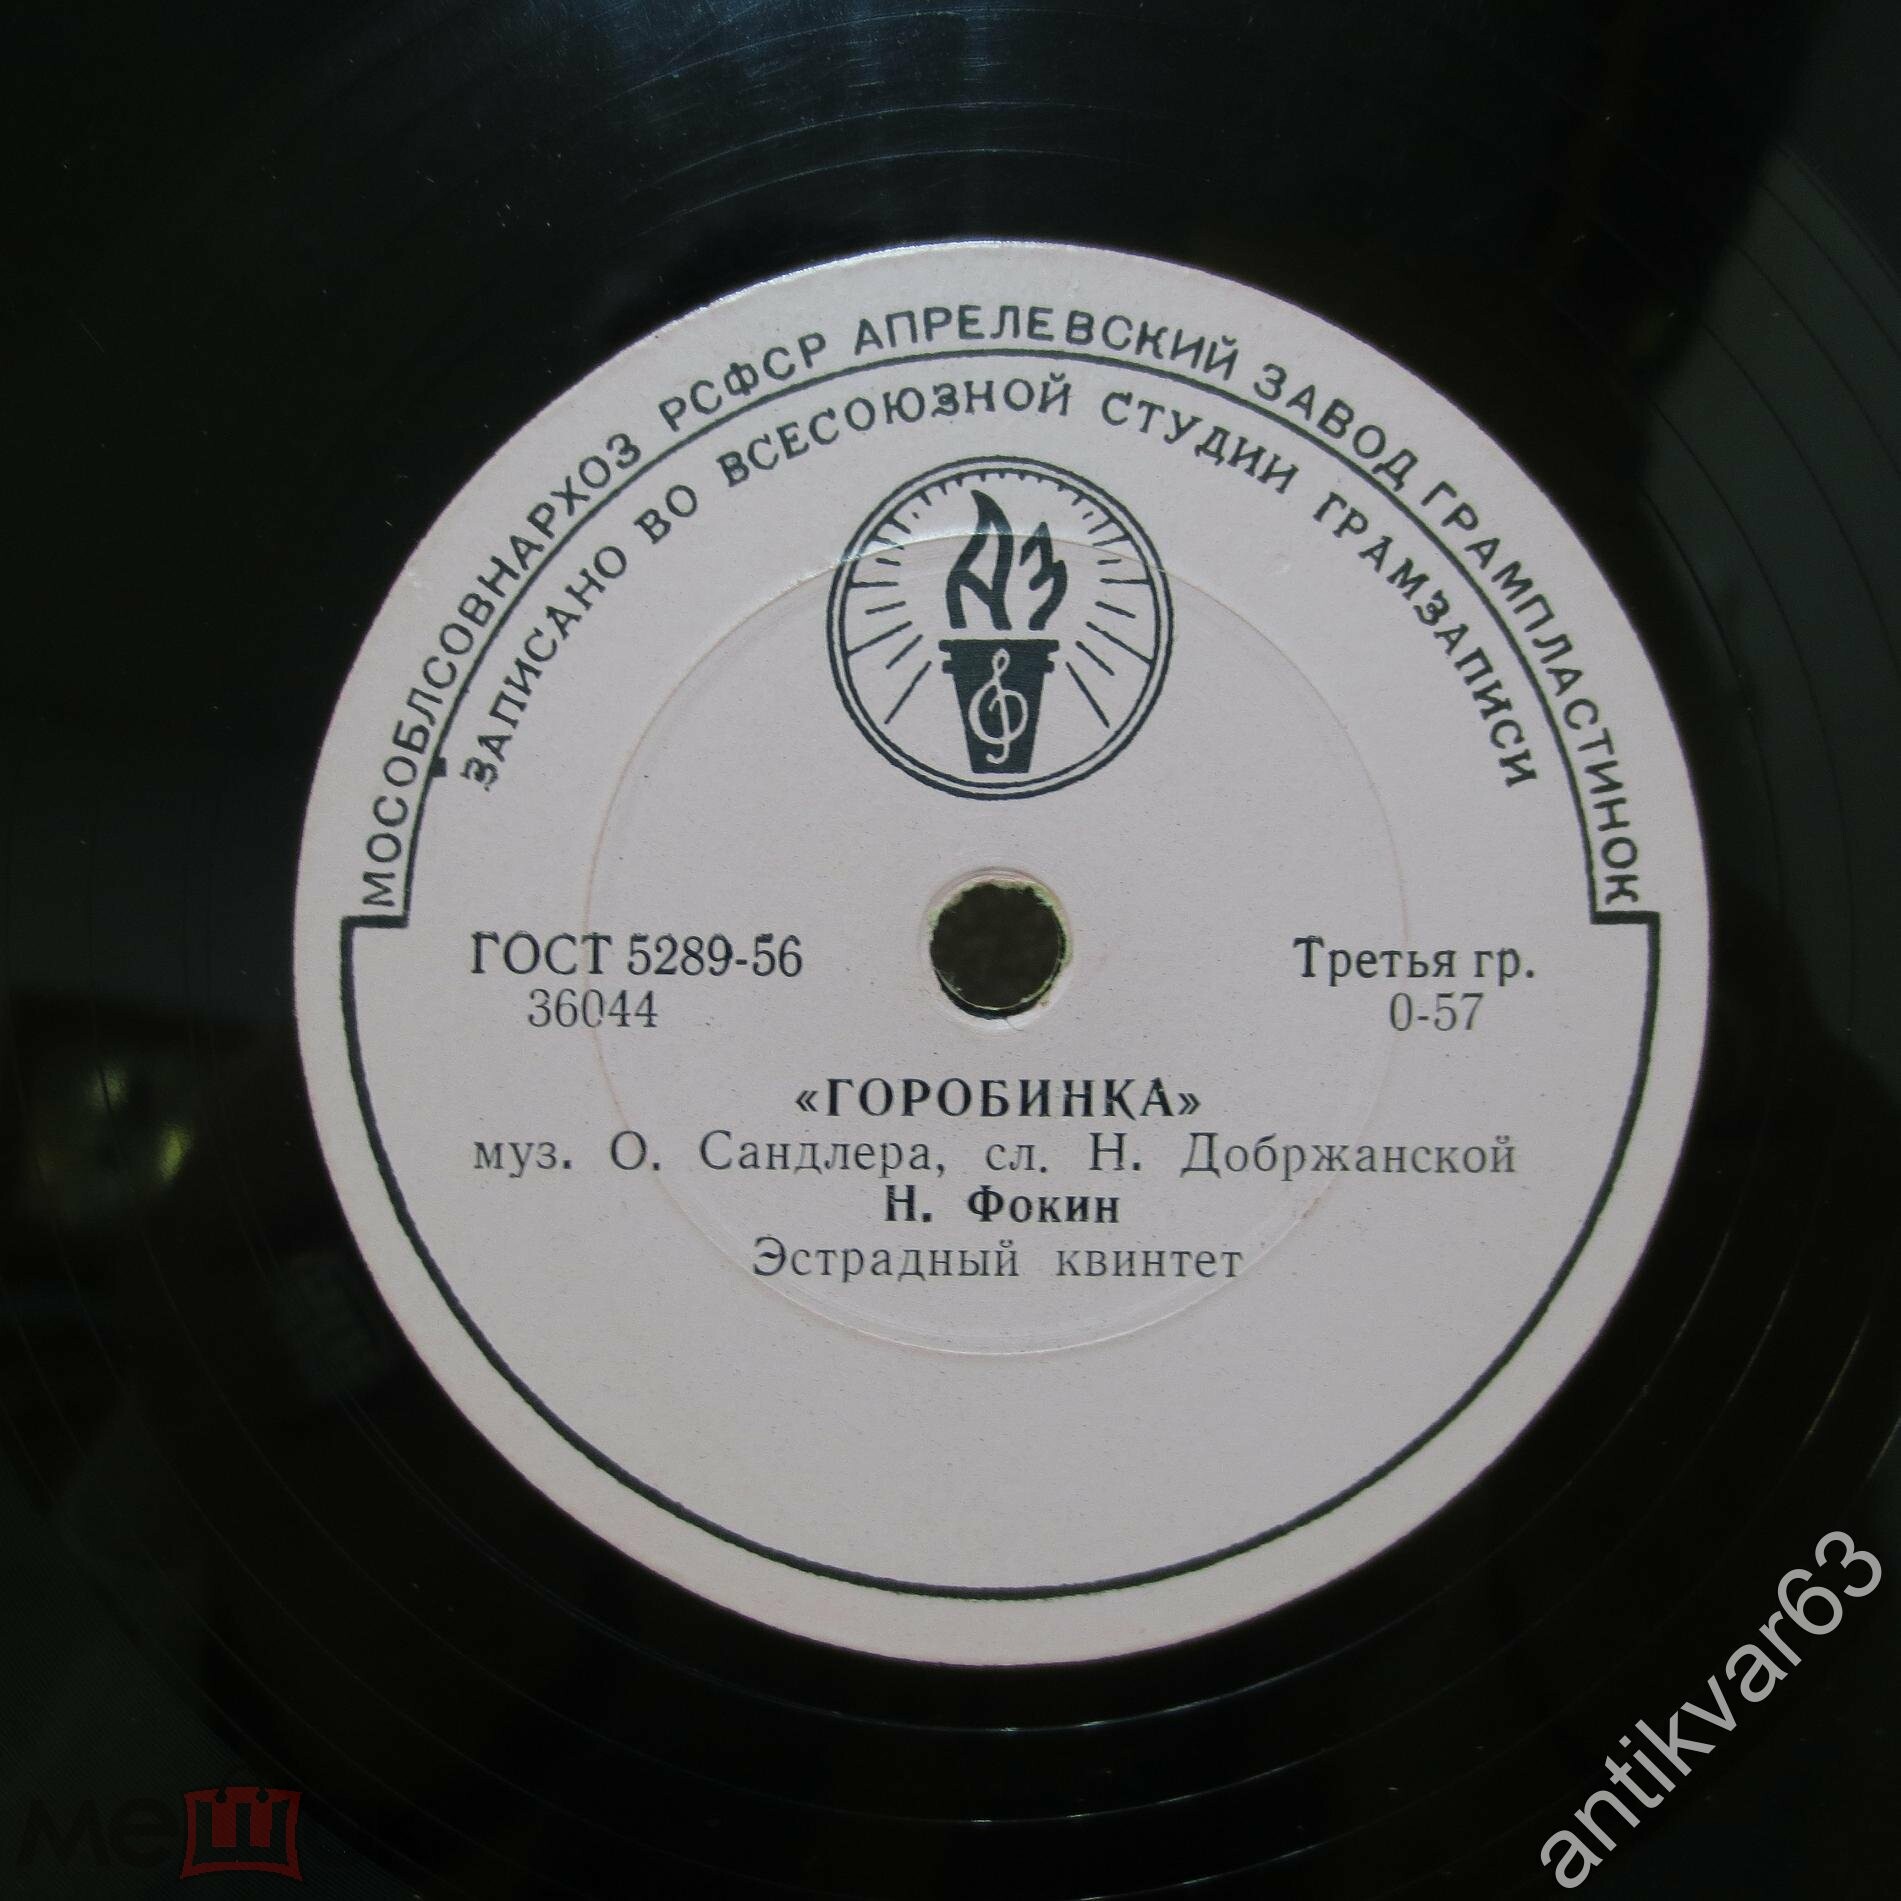 МОСОБЛСОВНАРХОЗ РСФСР АПРЕЛЕВСКИЙ ЗАВОД ГРАМПЛАСТИНОК
ЗАПИСАНО ВО ВСЕСОЮЗНОЙ СТУДИИ ГРАМЗАПИСИ
АЗ
ГОСТ 5289-56
36044
Третья гр.
0-57
«ГОРОБИНКА»
муз. О. Сандлера, сл. Н. Добржанской
Н. Фокин
Эстрадный квинтет
antikvar63
меш